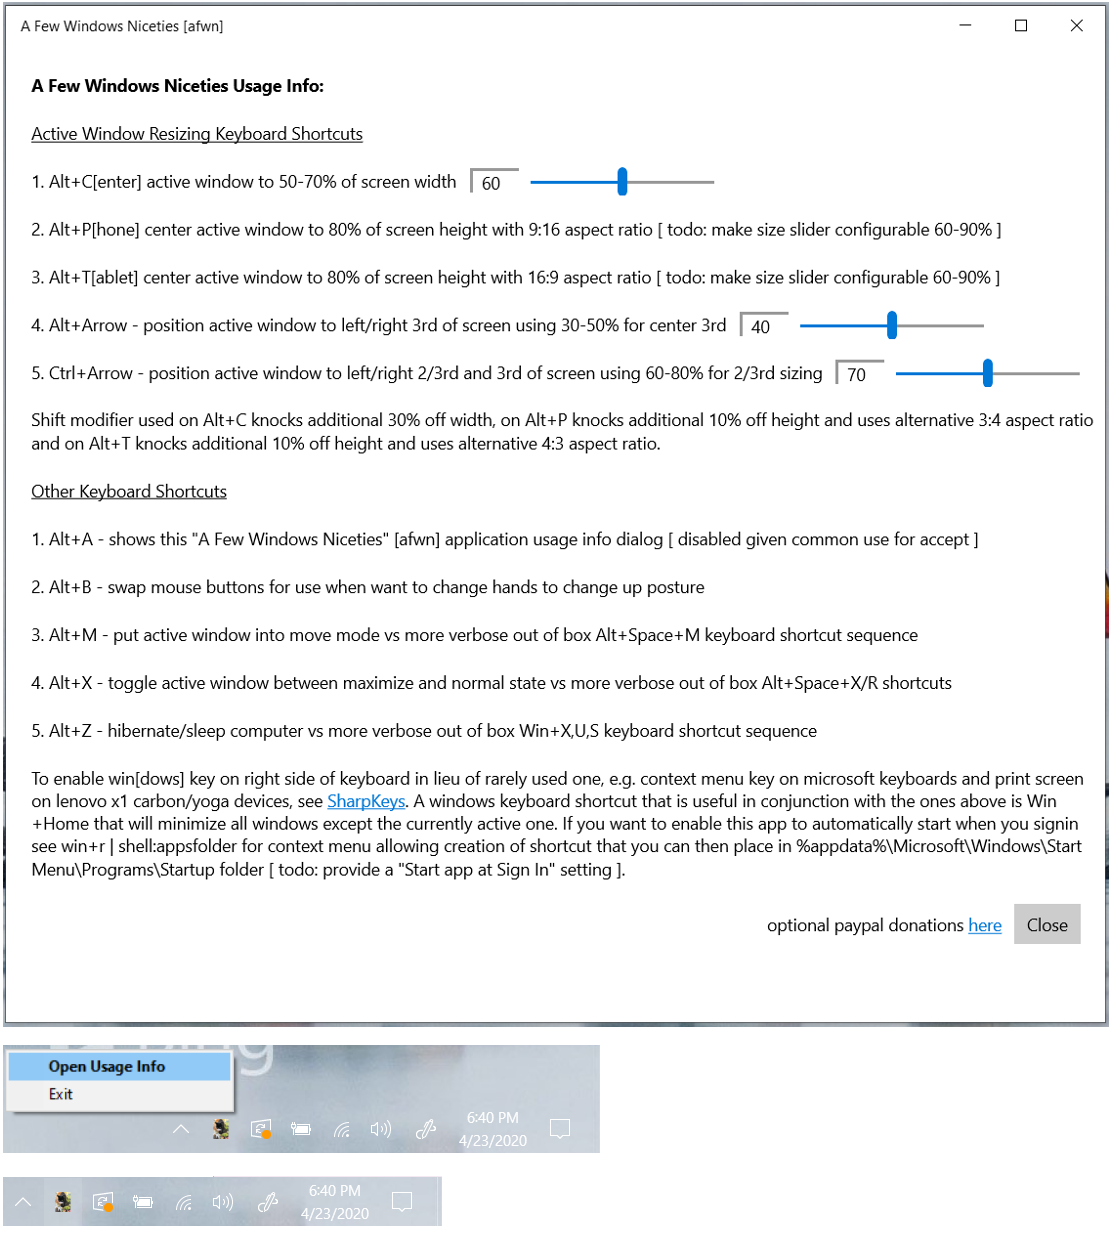 A Few Windows Niceties [afwn]
A Few Windows Niceties Usage Info:
Active Window Resizing Keyboard Shortcuts
1. Alt+C[enter] active window to 50-70% of screen width 60
2. Alt+P[hone] center active window to 80% of screen height with 9:16 aspect ratio [ todo: make size slider configurable 60-90% ]
3. Alt+T[ablet] center active window to 80% of screen height with 16:9 aspect ratio [ todo: make size slider configurable 60-90% ]
4. Alt+Arrow - position active window to left/right 3rd of screen using 30-50% for center 3rd 40
5. Ctrl+Arrow - position active window to left/right 2/3rd and 3rd of screen using 60-80% for 2/3rd sizing 70
Shift modifier used on Alt+C knocks additional 30% off width, on Alt+P knocks additional 10% off height and uses alternative 3:4 aspect ratio
and on Alt+T knocks additional 10% off height and uses alternative 4:3 aspect ratio.
Other Keyboard Shortcuts
1. Alt+A - shows this "A Few Windows Niceties" [afwn] application usage info dialog [ disabled given common use for accept ]
2. Alt+B - swap mouse buttons for use when want to change hands to change up posture
3. Alt+M - put active window into move mode vs more verbose out of box Alt+Space+M keyboard shortcut sequence
4. Alt+X - toggle active window between maximize and normal state vs more verbose out of box Alt+Space+X/R shortcuts
5. Alt+Z - hibernate/sleep computer vs more verbose out of box Win+X,U,S keyboard shortcut sequence
To enable win[dows] key on right side of keyboard in lieu of rarely used one, e.g. context menu key on microsoft keyboards and print screen
on lenovo x1 carbon/yoga devices, see SharpKeys. A windows keyboard shortcut that is useful in conjunction with the ones above is Win
+Home that will minimize all windows except the currently active one. If you want to enable this app to automatically start when you signin
see win+r | shell:appsfolder for context menu allowing creation of shortcut that you can then place in %appdata%\Microsoft\Windows\Start
Menu\Programs\Startup folder [ todo: provide a "Start app at Sign In" setting ].
optional paypal donations here Close
Open Usage Info
Exit
6:40 PM
4/23/2020
6:40 PM
4/23/2020